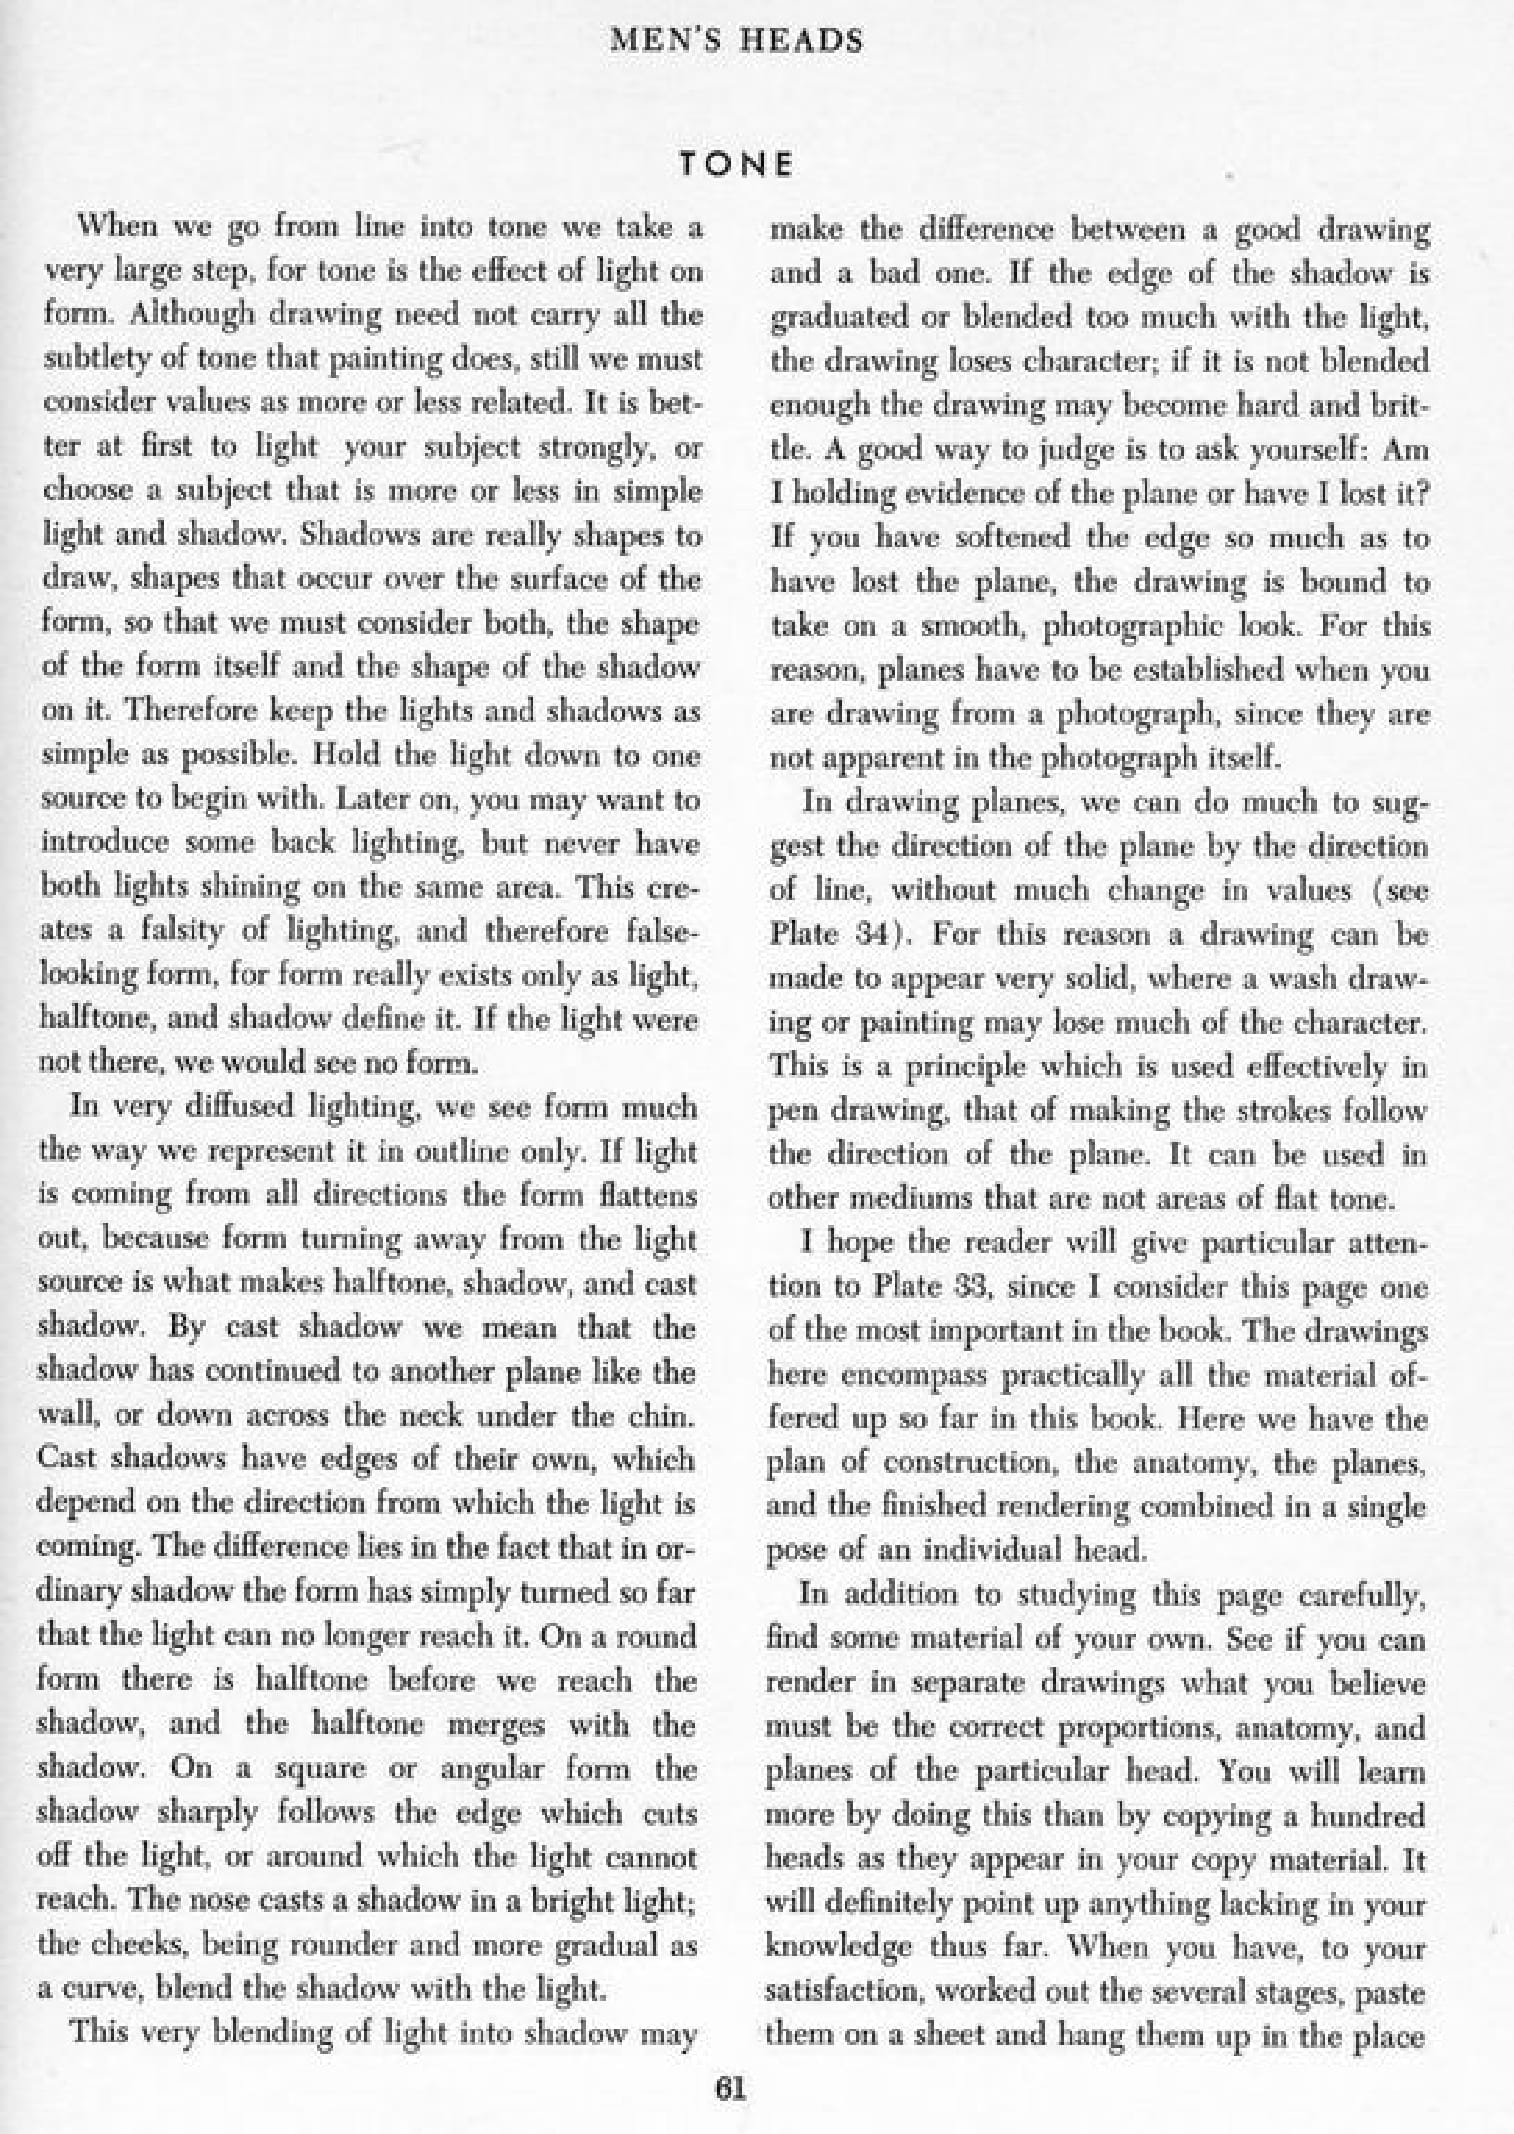 MEN'S HEADS
TONE
When we go from line into tone we take a
very large step, for tone is the effect of light on
form. Although drawing need not carry all the
subtlety of tone that painting does, still we must
consider values as more or less related. It is bet-
ter at first to light your subject strongly, or
choose a subject that is more or less in simple
light and shadow. Shadows are really shapes to
draw, shapes that occur over the surface of the
form, so that we must consider both, the shape
of the form itself and the shape of the shadow
on it. Therefore keep the lights and shadows as
simple as possible. Hold the light down to one
source to begin with. Later on, you may want to
introduce some back lighting, but never have
both lights shining on the same area. This cre-
ates a falsity of lighting, and therefore false-
looking form, for form really exists only as light,
halftone, and shadow define it. If the light were
not there, we would see no form.
In very diffused lighting, we see form much
the way we represent it in outline only. If light
is coming from all directions the form flattens
out, because form turning away from the light
source is what makes halftone, shadow, and cast
shadow. By cast shadow we mean that the
shadow has continued to another plane like the
wall, or down across the neck under the chin.
Cast shadows have edges of their own, which
depend on the direction from which the light is
coming. The difference lies in the fact that in or-
dinary shadow the form has simply turned so far
that the light can no longer reach it. On a round
form there is halftone before we reach the
shadow, and the halftone merges with the
shadow. On a square or angular form the
shadow sharply follows the edge which cuts
off the light, or around which the light cannot
reach. The nose casts a shadow in a bright light;
the cheeks, being rounder and more gradual as
a curve, blend the shadow with the light.
This very blending of light into shadow may
make the difference between a good drawing
and a bad one. If the edge of the shadow is
graduated or blended too much with the light,
the drawing loses character; if it is not blended
enough the drawing may become hard and brit-
tle. A good way to judge is to ask yourself: Am
I holding evidence of the plane or have I lost it?
If you have softened the edge so much as to
have lost the plane, the drawing is bound to
take on a smooth, photographic look. For this
reason, planes have to be established when you
are drawing from a photograph, since they are
not apparent in the photograph itself.
In drawing planes, we can do much to sug-
gest the direction of the plane by the direction
of line, without much change in values (see
Plate 34). For this reason a drawing can be
made to appear very solid, where a wash draw-
ing or painting may lose much of the character.
This is a principle which is used effectively in
pen drawing, that of making the strokes follow
the direction of the plane. It can be used in
other mediums that are not areas of flat tone.
I hope the reader will give particular atten-
tion to Plate 33, since I consider this page one
of the most important in the book. The drawings
here encompass practically all the material of-
fered up so far in this book. Here we have the
plan of construction, the anatomy, the planes,
and the finished rendering combined in a single
pose of an individual head.
In addition to studying this page carefully,
find some material of your own. See if you can
render in separate drawings what you believe
must be the correct proportions, anatomy, and
planes of the particular head. You will learn
more by doing this than by copying a hundred
heads as they appear in your copy material. It
will definitely point up anything lacking in your
knowledge thus far. When you have, to your
satisfaction, worked out the several stages, paste
them on a sheet and hang them up in the place
61